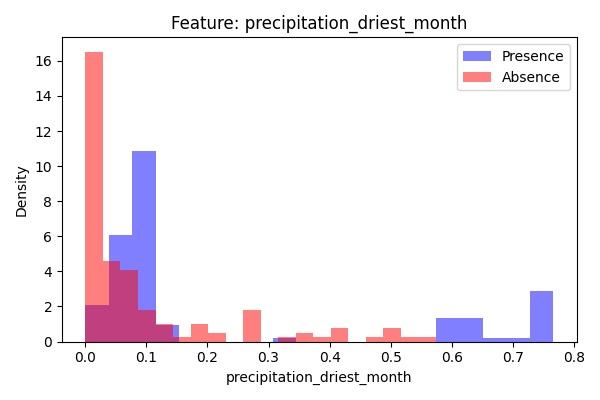 Feature: precipitation_driest_month
Presence
Absence
Density
16
14
12
10
8
6
4
2
0
0.0 0.1 0.2 0.3 0.4 0.5 0.6 0.7 0.8
precipitation_driest_month